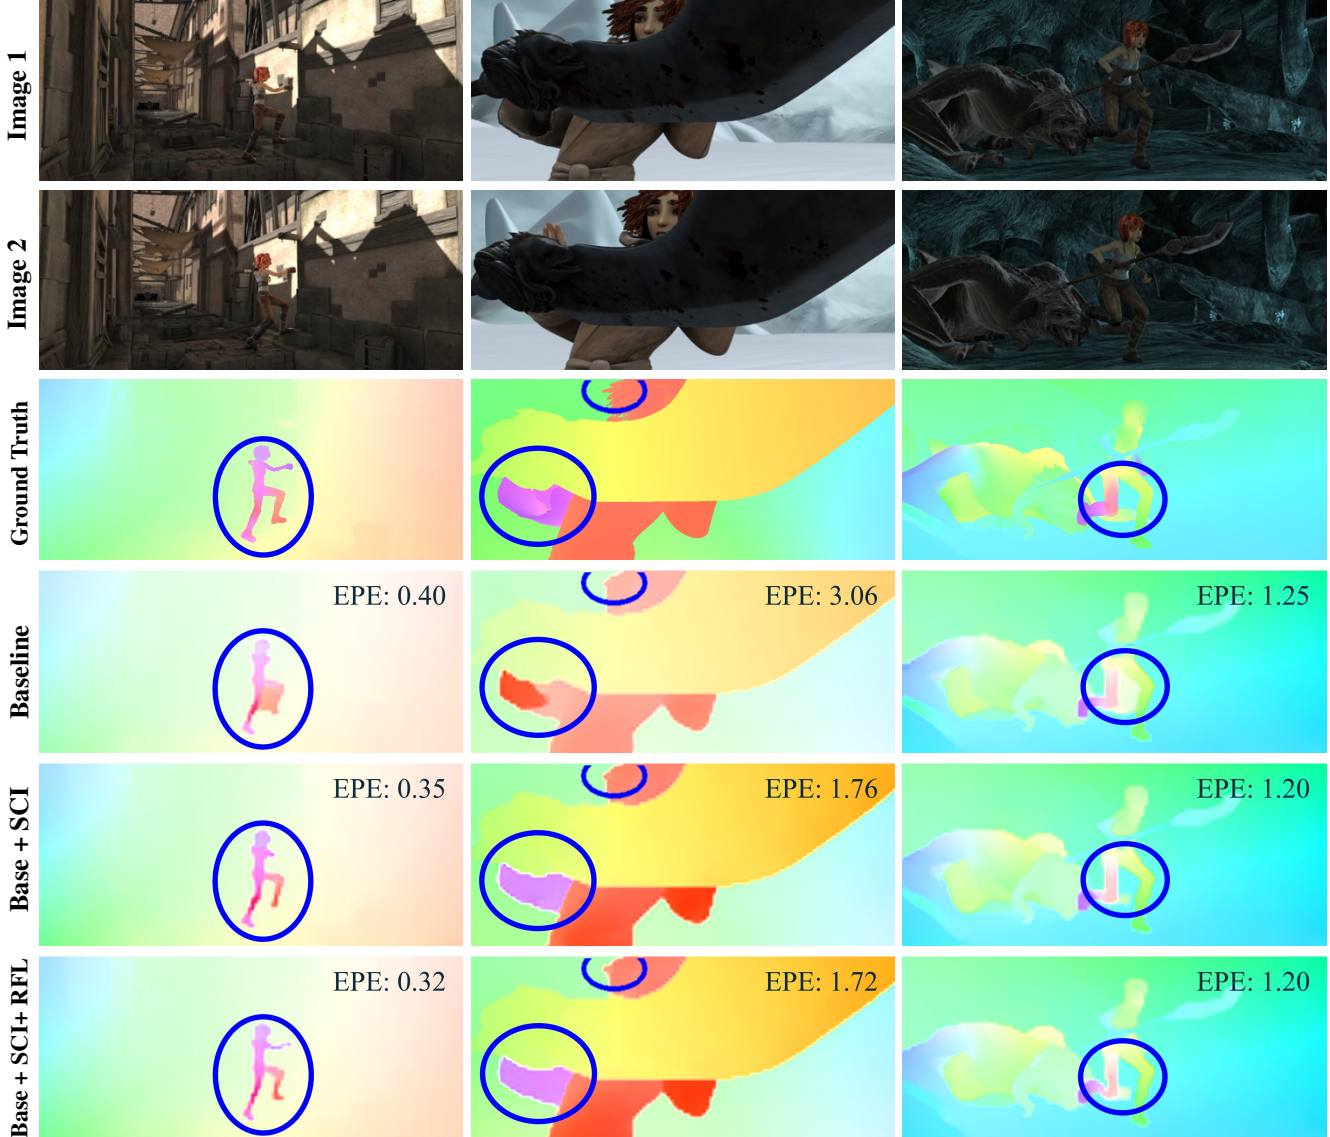 Image 1
Image 2
Ground Truth
Baseline
EPE: 0.40
EPE: 3.06
EPE: 1.25
Base + SCI
EPE: 0.35
EPE: 1.76
EPE: 1.20
Base + SCI+ RFL
EPE: 0.32
EPE: 1.72
EPE: 1.20